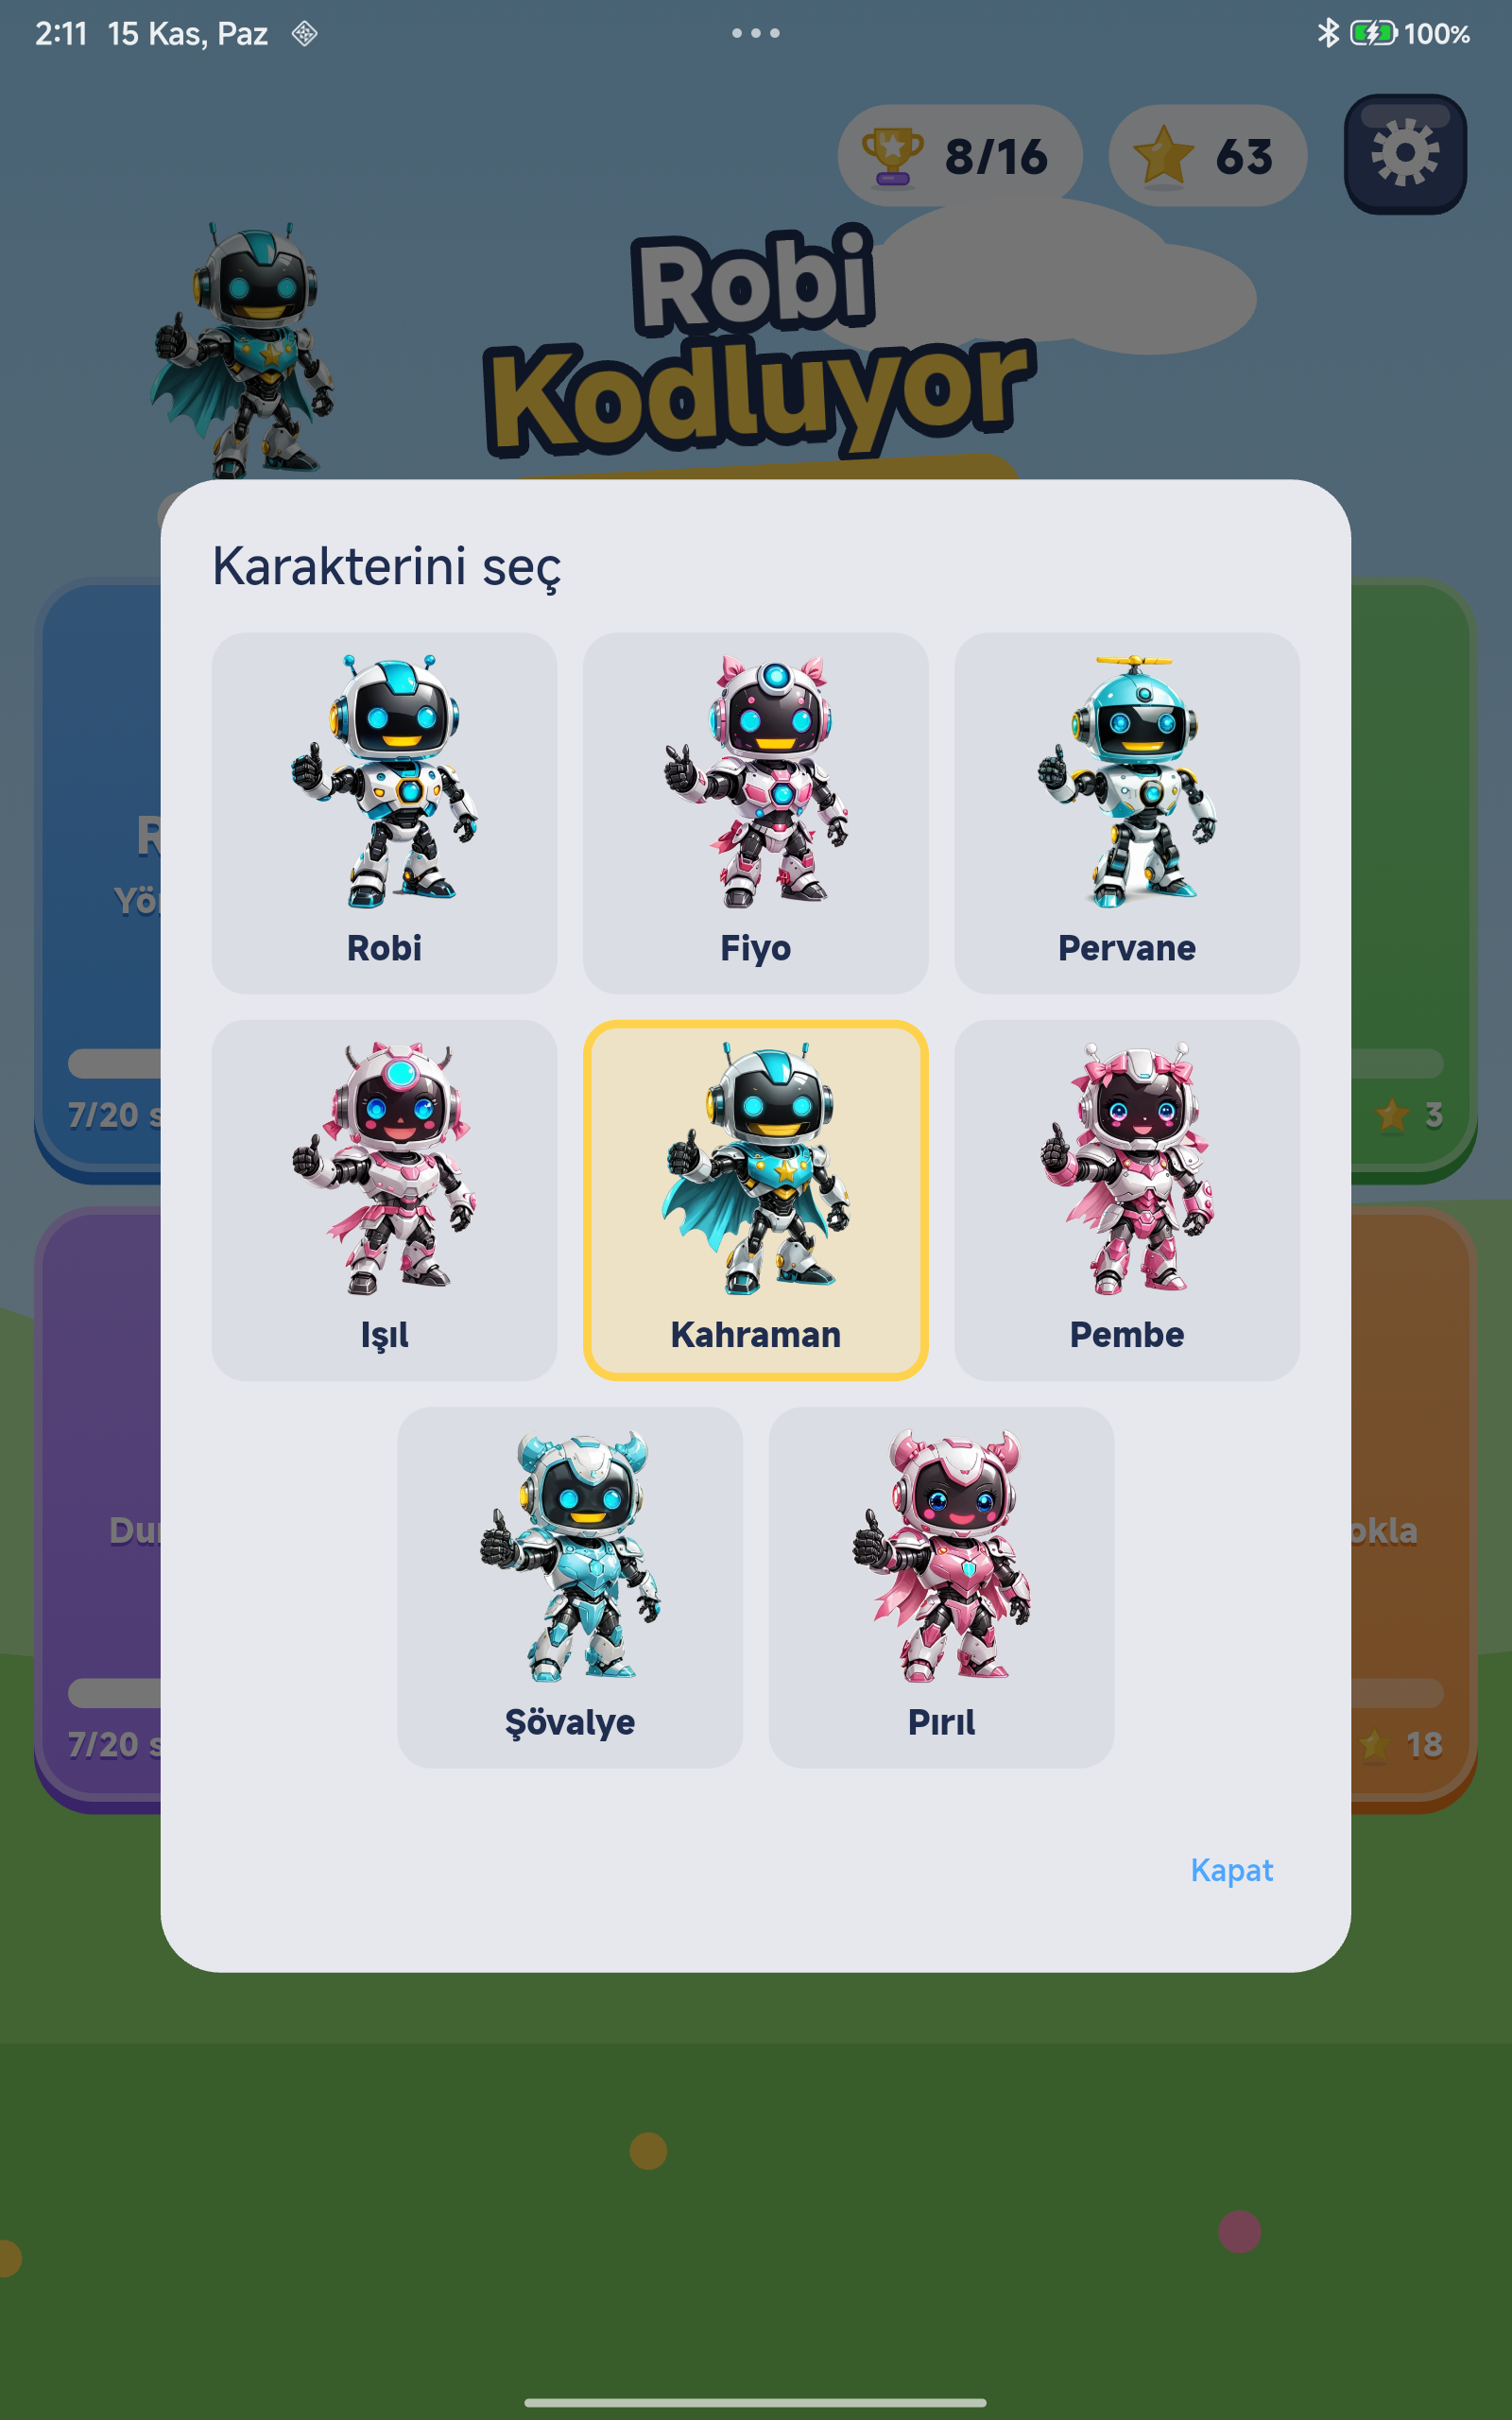 2:11 15 Kas, Paz 100%
8/16 63
Robi
Kodluyor
Karakterini seç
Robi Fiyo Pervane
7/20 3
Işıl Kahraman Pembe
Şövalye Pırıl
7/20 18
Kapat